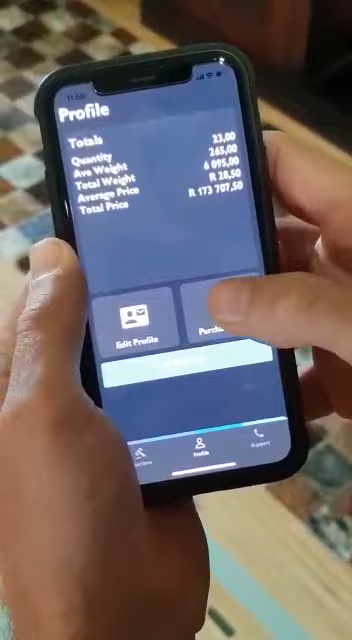 Profile
Totals
Quantity 23,00
Ave Weight 265,00
Total Weight 6 095,00
Average Price R 28,50
Total Price R 173 707,50
Edit Profile
Profile
Support